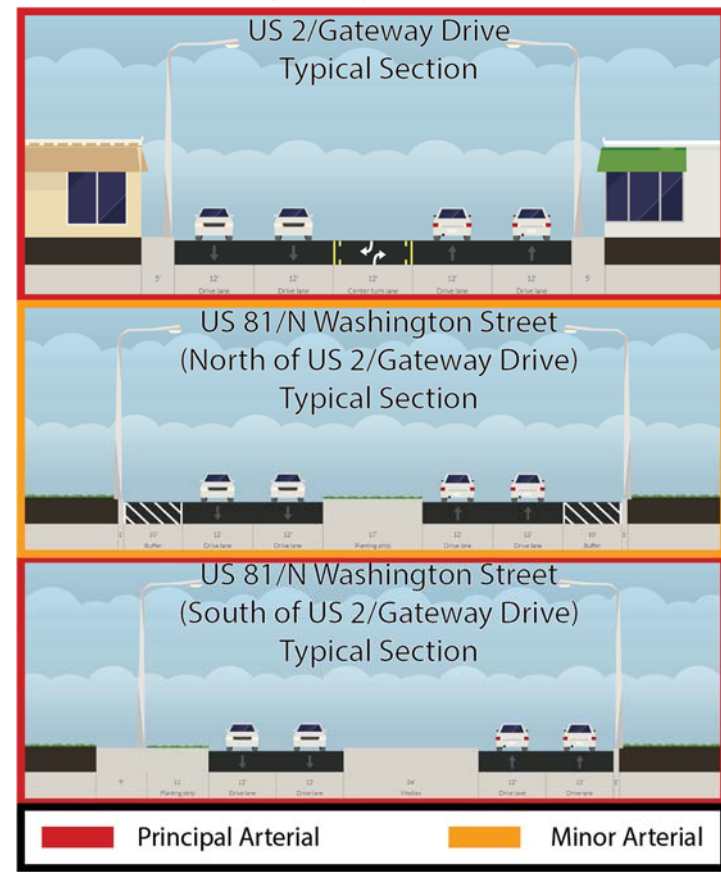 US 2/Gateway Drive
Typical Section
5' 12' 12' 12' 12' 12' 5'
Drive lane Drive lane Center turn lane Drive lane Drive lane
US 81/N Washington Street
(North of US 2/Gateway Drive)
Typical Section
10' 12' 12' 17' 12' 12' 10'
Buffer Drive lane Drive lane Planting strip Drive lane Drive lane Buffer
US 81/N Washington Street
(South of US 2/Gateway Drive)
Typical Section
9' 11' 12' 12' 12' 12'
Planting strip Drive lane Drive lane Median Drive lane Drive lane
Principal Arterial Minor Arterial